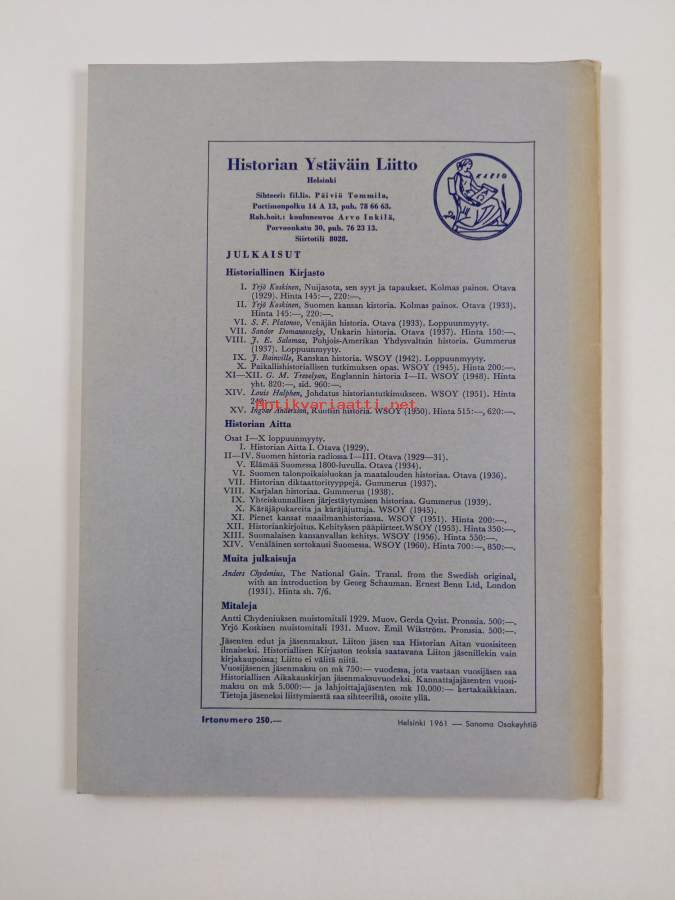 Historian Ystäväin Liitto
Helsinki
Sihteeri: fil.lis. Päiviö Tommila,
Portimonpolku 14 A 13, puh. 78 66 63.
Rah.hoit.: kouluneuvos Arvo Inkilä,
Porvoonkatu 30, puh. 76 23 13.
Siirtotili 8028.
KLEIO
JULKAISUT
Historiallinen Kirjasto
I. Yrjö Koskinen, Nuijasota, sen syyt ja tapaukset. Kolmas painos. Otava
(1929). Hinta 145:—, 220:—.
II. Yrjö Koskinen, Suomen kansan historia. Kolmas painos. Otava (1933).
Hinta 145:—, 220:—.
VI. S. F. Platonov, Venäjän historia. Otava (1933). Loppuunmyyty.
VII. Sandor Domanovszky, Unkarin historia. Otava (1937). Hinta 150:—.
VIII. J. E. Salomaa, Pohjois-Amerikan Yhdysvaltain historia. Gummerus
(1937). Loppuunmyyty.
IX. J. Bainville, Ranskan historia. WSOY (1942). Loppuunmyyty.
X. Paikallishistoriallisen tutkimuksen opas. WSOY (1945). Hinta 200:—.
XI—XII. G. M. Trevelyan, Englannin historia I—II. WSOY (1948). Hinta
yht. 820:—, sid. 960:—.
XIV. Louis Halphen, Johdatus historiantutkimukseen. WSOY (1951). Hinta
Antikvariaatti.net
XV. Ingvar Andersson, Ruotsin historia. WSOY (1950). Hinta 515:—, 620:—.
Historian Aitta
Osat I—X loppuunmyyty.
I. Historian Aitta I. Otava (1929).
II—IV. Suomen historia radiossa I—III. Otava (1929—31).
V. Elämää Suomessa 1800-luvulla. Otava (1934).
VI. Suomen talonpoikaisluokan ja maatalouden historiaa. Otava (1936).
VII. Historian diktaattorityyppejä. Gummerus (1937).
VIII. Karjalan historiaa. Gummerus (1938).
IX. Yhteiskunnallisen järjestäytymisen historiaa. Gummerus (1939).
X. Käräjäpukareita ja käräjäjuttuja. WSOY (1945).
XI. Pienet kansat maailmanhistoriassa. WSOY (1951). Hinta 200:—.
XII. Historiankirjoitus. Kehityksen pääpiirteet. WSOY (1953). Hinta 350:—.
XIII. Suomalaisen kansanvallan kehitys. WSOY (1956). Hinta 550:—.
XIV. Venäläinen sortokausi Suomessa. WSOY (1960). Hinta 700:—, 850:—.
Muita julkaisuja
Anders Chydenius, The National Gain. Transl. from the Swedish original,
with an introduction by Georg Schauman. Ernest Benn Ltd, London
(1931). Hinta sh. 7/6.
Mitaleja
Antti Chydeniuksen muistomitali 1929. Muov. Gerda Qvist. Pronssia. 500:—.
Yrjö Koskisen muistomitali 1931. Muov. Emil Wikström. Pronssia. 500:—.
Jäsenten edut ja jäsenmaksut. Liiton jäsen saa Historian Aitan vuosisiteen
ilmaiseksi. Historiallisen Kirjaston teoksia saatavana Liiton jäsenillekin vain
kirjakaupoissa; Liitto ei välitä niitä.
Vuosijäsenen jäsenmaksu on mk 750:— vuodessa, jota vastaan vuosijäsen saa
Historiallisen Aikakauskirjan jäsenmaksuvuodeksi. Kannattajajäsenten vuosi-
maksu on mk 5.000:— ja lahjoittajajäsenten mk 10.000:— kertakaikkiaan.
Tietoja jäseneksi liittymisestä saa sihteeriltä, osoite yllä.
Irtonumero 250.—
Helsinki 1961 — Sanoma Osakeyhtiö